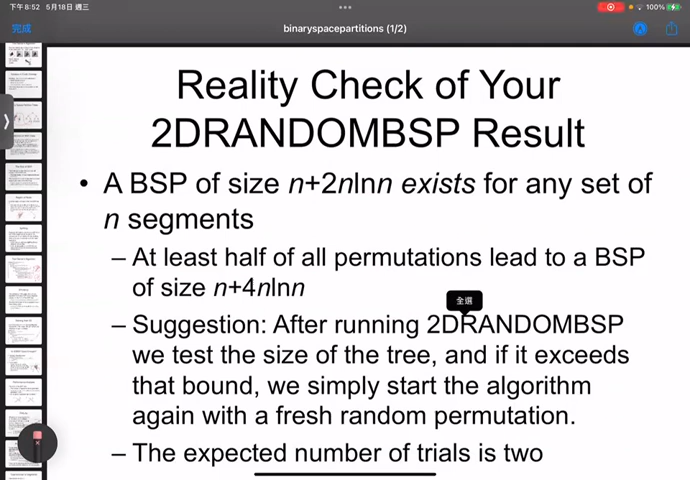 下午8:52 5月18日 週三
100%
完成
binaryspacepartitions (1/2)
Reality Check of Your
2DRANDOMBSP Result
• A BSP of size n+2nlnn exists for any set of
n segments
– At least half of all permutations lead to a BSP
of size n+4nlnn
全選
– Suggestion: After running 2DRANDOMBSP
we test the size of the tree, and if it exceeds
that bound, we simply start the algorithm
again with a fresh random permutation.
– The expected number of trials is two